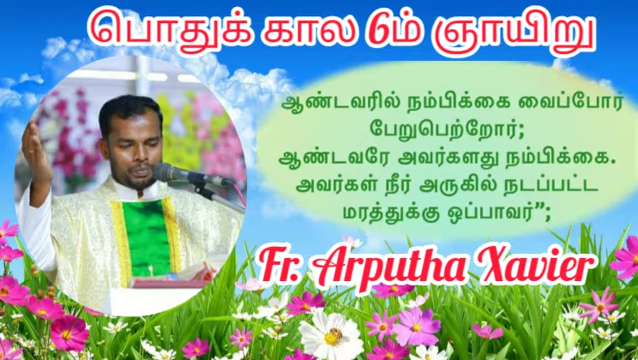 பொதுக் கால 6ம் ஞாயிறு
ஆண்டவரில் நம்பிக்கை வைப்போர்
பேறுபெற்றோர்;
ஆண்டவரே அவர்களது நம்பிக்கை.
அவர்கள் நீர் அருகில் நடப்பட்ட
மரத்துக்கு ஒப்பாவர்”;
Fr. Arputha Xavier